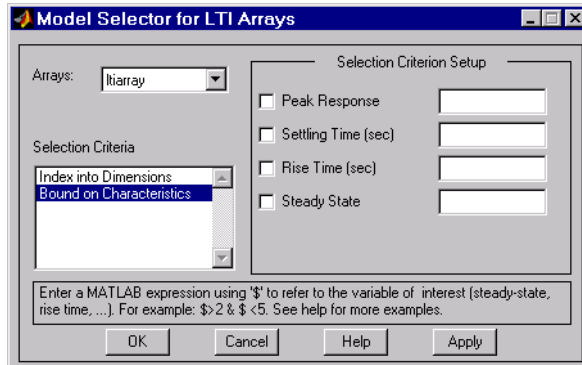 Model Selector for LTI Arrays
Arrays:
ltiarray
Selection Criteria
Index into Dimensions
Bound on Characteristics
Selection Criterion Setup
Peak Response
Settling Time (sec)
Rise Time (sec)
Steady State
Enter a MATLAB expression using '$' to refer to the variable of interest (steady-state,
rise time, ...). For example: $>2 & $ <5. See help for more examples.
OK Cancel Help Apply